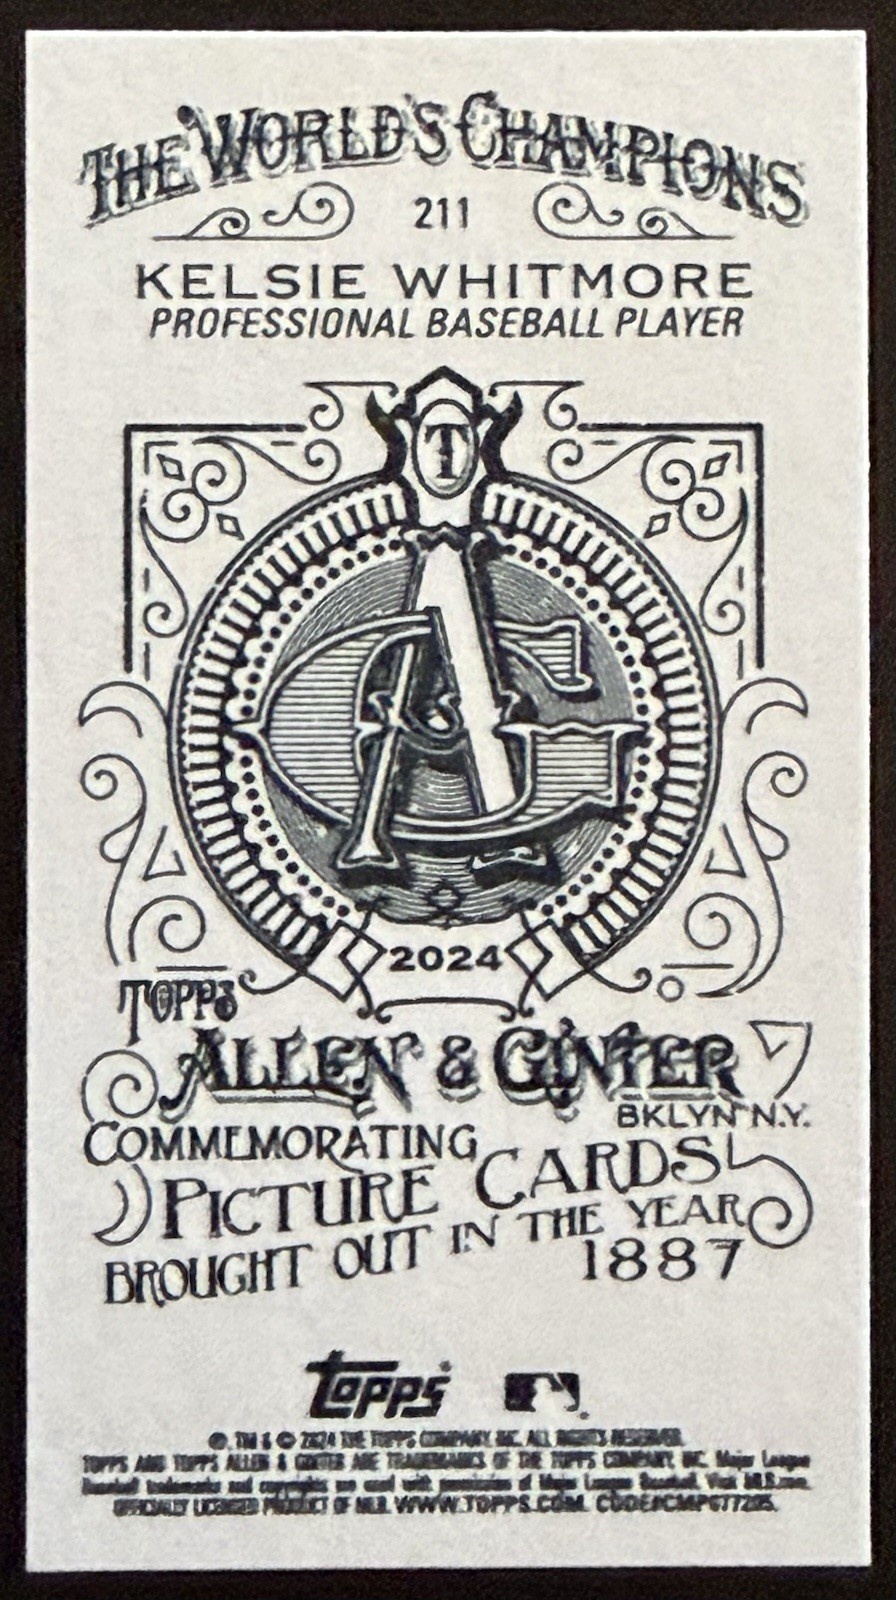 THE WORLD'S CHAMPIONS
211
KELSIE WHITMORE
PROFESSIONAL BASEBALL PLAYER
T
A & G
2024
TOPPS
ALLEN & GINTER
BKLYN N.Y.
COMMEMORATING
PICTURE CARDS
BROUGHT OUT IN THE YEAR
1887
Topps
®, TM & © 2024 THE TOPPS COMPANY, INC. ALL RIGHTS RESERVED.
TOPPS AND TOPPS ALLEN & GINTER ARE TRADEMARKS OF THE TOPPS COMPANY, INC. Major League
Baseball trademarks and copyrights are used with permission of Major League Baseball. Visit MLB.com.
OFFICIALLY LICENSED PRODUCT OF MLB. WWW.TOPPS.COM.